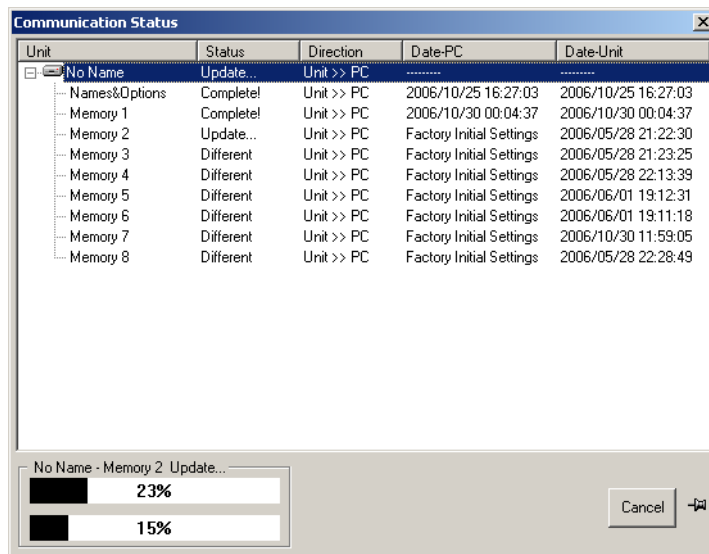 Communication Status
Unit Status Direction Date-PC Date-Unit
No Name Update... Unit >> PC --------- ---------
Names&Options Complete! Unit >> PC 2006/10/25 16:27:03 2006/10/25 16:27:03
Memory 1 Complete! Unit >> PC 2006/10/30 00:04:37 2006/10/30 00:04:37
Memory 2 Update... Unit >> PC Factory Initial Settings 2006/05/28 21:22:30
Memory 3 Different Unit >> PC Factory Initial Settings 2006/05/28 21:23:25
Memory 4 Different Unit >> PC Factory Initial Settings 2006/05/28 22:13:39
Memory 5 Different Unit >> PC Factory Initial Settings 2006/06/01 19:12:31
Memory 6 Different Unit >> PC Factory Initial Settings 2006/06/01 19:11:18
Memory 7 Different Unit >> PC Factory Initial Settings 2006/10/30 11:59:05
Memory 8 Different Unit >> PC Factory Initial Settings 2006/05/28 22:28:49
No Name - Memory 2 Update...
23%
15%
Cancel